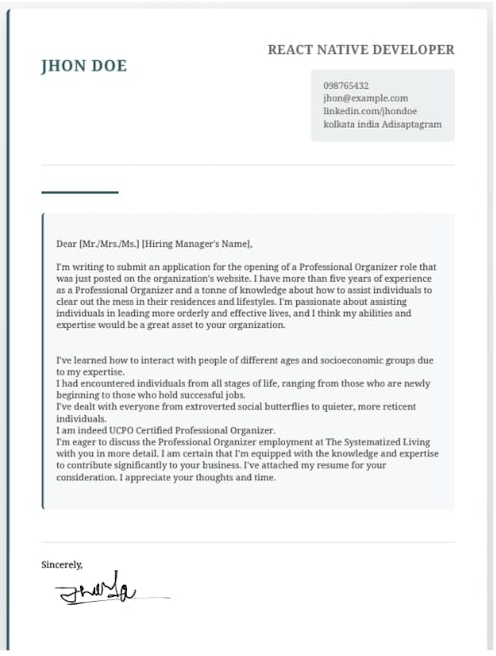 JHON DOE
REACT NATIVE DEVELOPER
098765432
jhon@example.com
linkedin.com/jhondoe
kolkata india Adisaptagram
Dear [Mr./Mrs./Ms.] [Hiring Manager's Name],
I'm writing to submit an application for the opening of a Professional Organizer role that
was just posted on the organization's website. I have more than five years of experience
as a Professional Organizer and a tonne of knowledge about how to assist individuals to
clear out the mess in their residences and lifestyles. I'm passionate about assisting
individuals in leading more orderly and effective lives, and I think my abilities and
expertise would be a great asset to your organization.
I've learned how to interact with people of different ages and socioeconomic groups due
to my expertise.
I had encountered individuals from all stages of life, ranging from those who are newly
beginning to those who hold successful jobs.
I've dealt with everyone from extroverted social butterflies to quieter, more reticent
individuals.
I am indeed UCPO Certified Professional Organizer.
I'm eager to discuss the Professional Organizer employment at The Systematized Living
with you in more detail. I am certain that I'm equipped with the knowledge and expertise
to contribute significantly to your business. I've attached my resume for your
consideration. I appreciate your thoughts and time.
Sincerely,